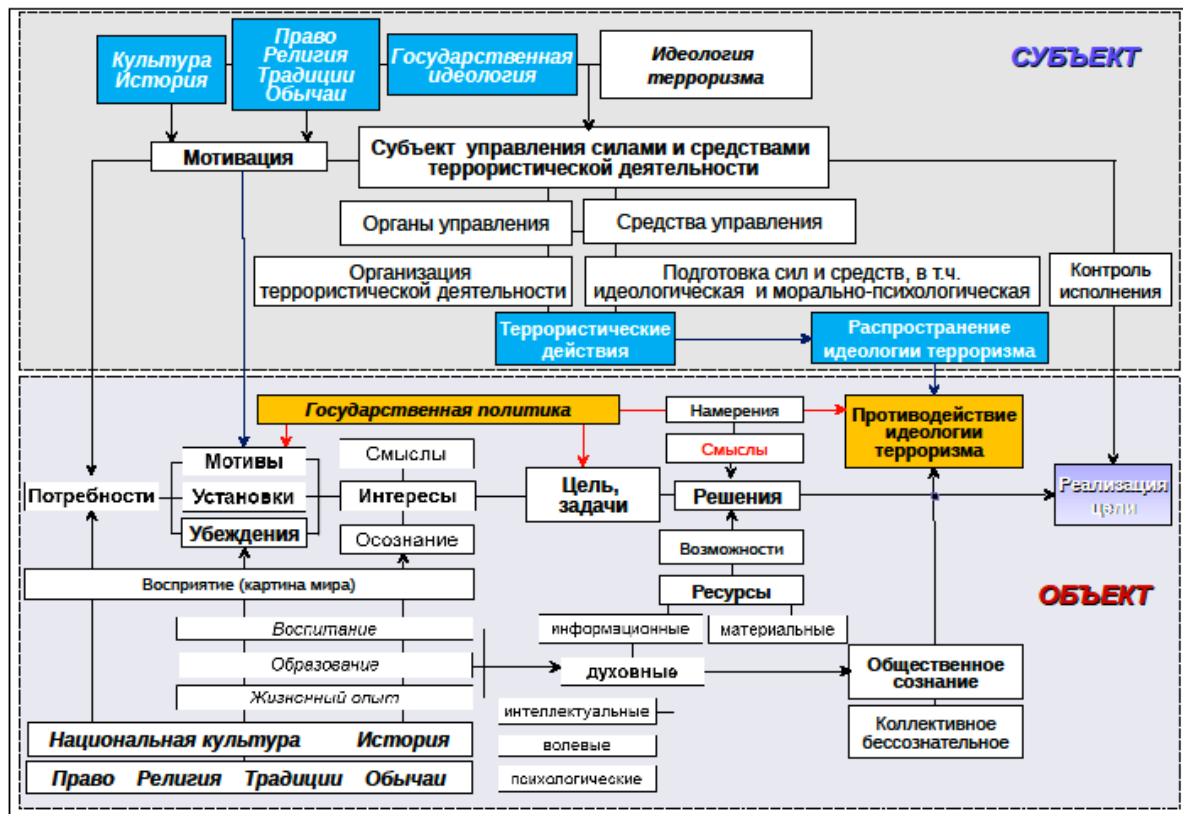 Культура
История
Право
Религия
Традиции
Обычаи
Государственная
идеология
Идеология
терроризма
СУБЪЕКТ
Мотивация
Субъект управления силами и средствами
террористической деятельности
Органы управления
Средства управления
Организация
террористической деятельности
Подготовка сил и средств, в т.ч.
идеологическая и морально-психологическая
Контроль
исполнения
Террористические
действия
Распространение
идеологии терроризма
Государственная политика
Намерения
Смыслы
Противодействие
идеологии
терроризма
Потребности
Мотивы
Установки
Убеждения
Смыслы
Интересы
Осознание
Цель,
задачи
Решения
Реализация
цели
Возможности
Ресурсы
информационные
материальные
Восприятие (картина мира)
ОБЪЕКТ
Воспитание
Образование
Жизненный опыт
духовные
Общественное
сознание
Коллективное
бессознательное
интеллектуальные
волевые
психологические
Национальная культура История
Право Религия Традиции Обычаи